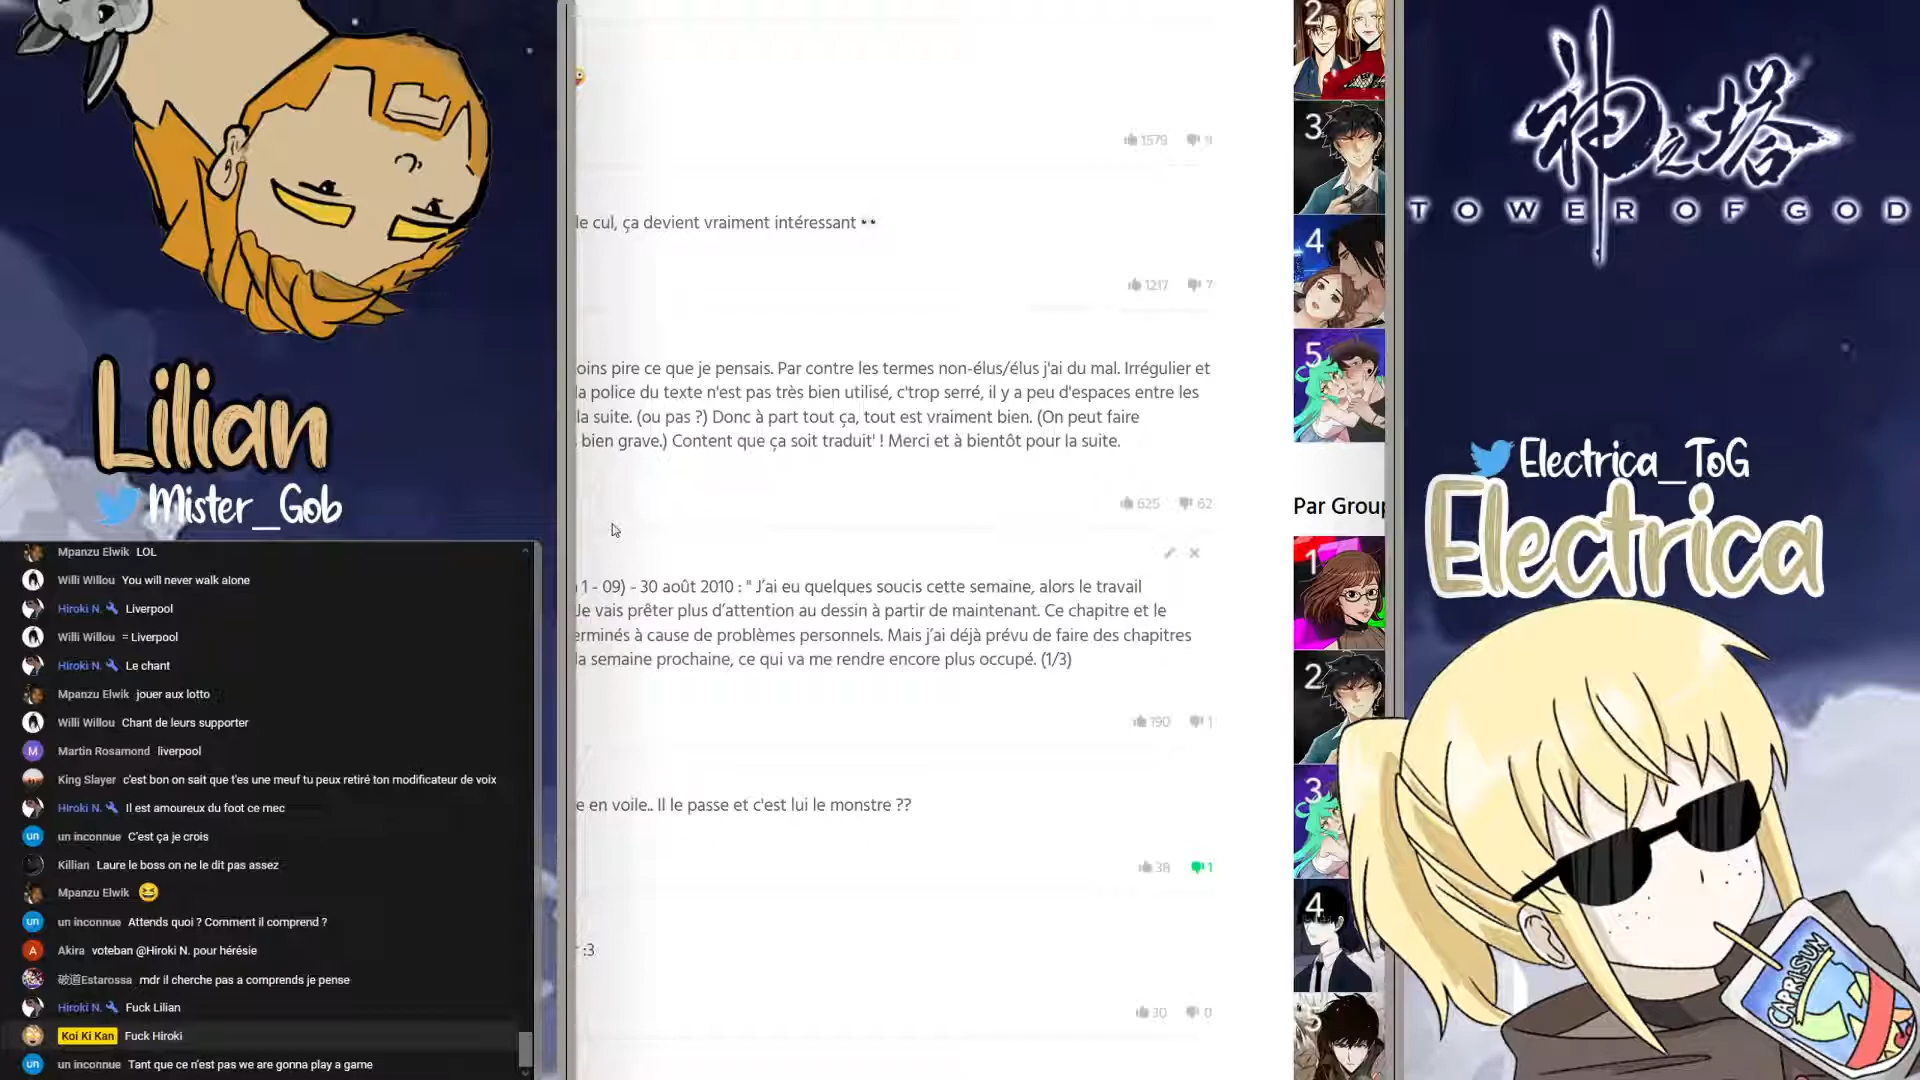 Lilian
Mister_Gob
Mpanzu Elwik LOL
Willi Willou You will never walk alone
Hiroki N. Liverpool
Willi Willou = Liverpool
Hiroki N. Le chant
Mpanzu Elwik jouer aux lotto
Willi Willou Chant de leurs supporter
M Martin Rosamond liverpool
King Slayer c'est bon on sait que t'es une meuf tu peux retiré ton modificateur de voix
Hiroki N. Il est amoureux du foot ce mec
un un inconnue C'est ça je crois
Killian Laure le boss on ne le dit pas assez
Mpanzu Elwik 😆
un un inconnue Attends quoi ? Comment il comprend ?
A Akira voteban @Hiroki N. pour hérésie
破道Estarossa mdr il cherche pas a comprends je pense
Hiroki N. Fuck Lilian
Koi Ki Kan Fuck Hiroki
un un inconnue Tant que ce n'est pas we are gonna play a game
1579
le cul, ça devient vraiment intéressant 👀
1217 7
oins pire ce que je pensais. Par contre les termes non-élus/élus j'ai du mal. Irrégulier et
la police du texte n'est pas très bien utilisé, c'trop serré, il y a peu d'espaces entre les
la suite. (ou pas ?) Donc à part tout ça, tout est vraiment bien. (On peut faire
bien grave.) Content que ça soit traduit' ! Merci et à bientôt pour la suite.
625 62
1 - 09) - 30 août 2010 : " J’ai eu quelques soucis cette semaine, alors le travail
Je vais prêter plus d’attention au dessin à partir de maintenant. Ce chapitre et le
erminés à cause de problèmes personnels. Mais j’ai déjà prévu de faire des chapitres
la semaine prochaine, ce qui va me rendre encore plus occupé. (1/3)
190 1
e en voile.. Il le passe et c'est lui le monstre ??
38 1
:3
30 0
2
3
4
5
Par Group
1
2
3
4
5
神之塔
TOWER OF GOD
Electrica_ToG
Electrica
CAPRISUN